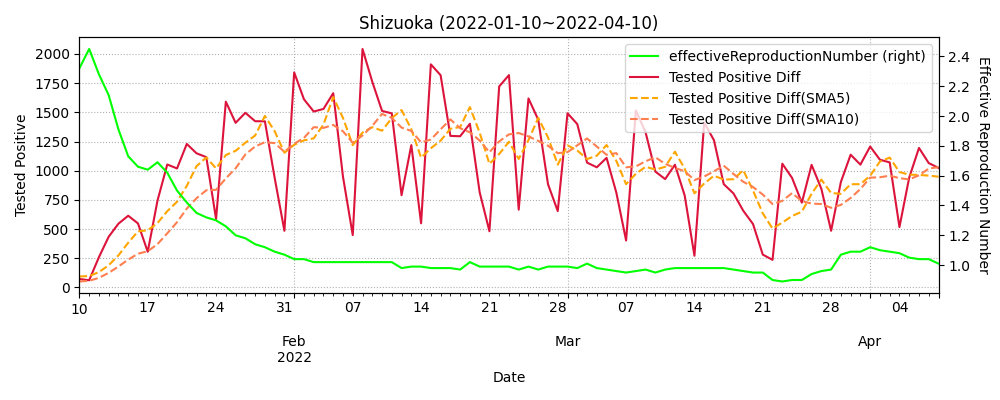 Shizuoka (2022-01-10~2022-04-10)
effectiveReproductionNumber (right)
Tested Positive Diff
Tested Positive Diff(SMA5)
Tested Positive Diff(SMA10)
Tested Positive
2000
1750
1500
1250
1000
750
500
250
0
Effective Reproduction Number
2.4
2.2
2.0
1.8
1.6
1.4
1.2
1.0
10 17 24 31 07 14 21 28 07 14 21 28 04
Feb Mar Apr
2022
Date